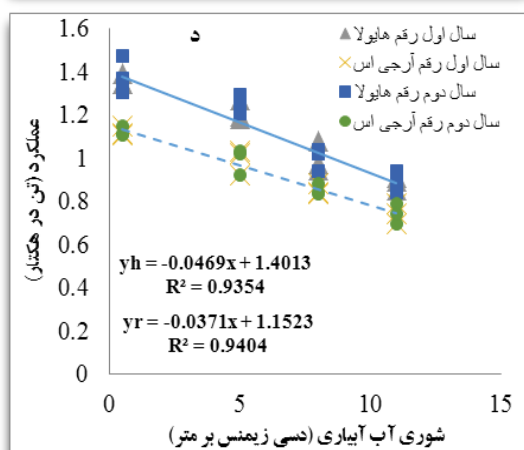 د
سال اول رقم هایولا
سال اول رقم آرجی اس
سال دوم رقم هایولا
سال دوم رقم آرجی اس
عملکرد (تن در هکتار)
1.6
1.4
1.2
1
0.8
0.6
0.4
0.2
0
yh = -0.0469x + 1.4013
R² = 0.9354
yr = -0.0371x + 1.1523
R² = 0.9404
0 5 10 15
شوری آب آبیاری (دسی زیمنس بر متر)